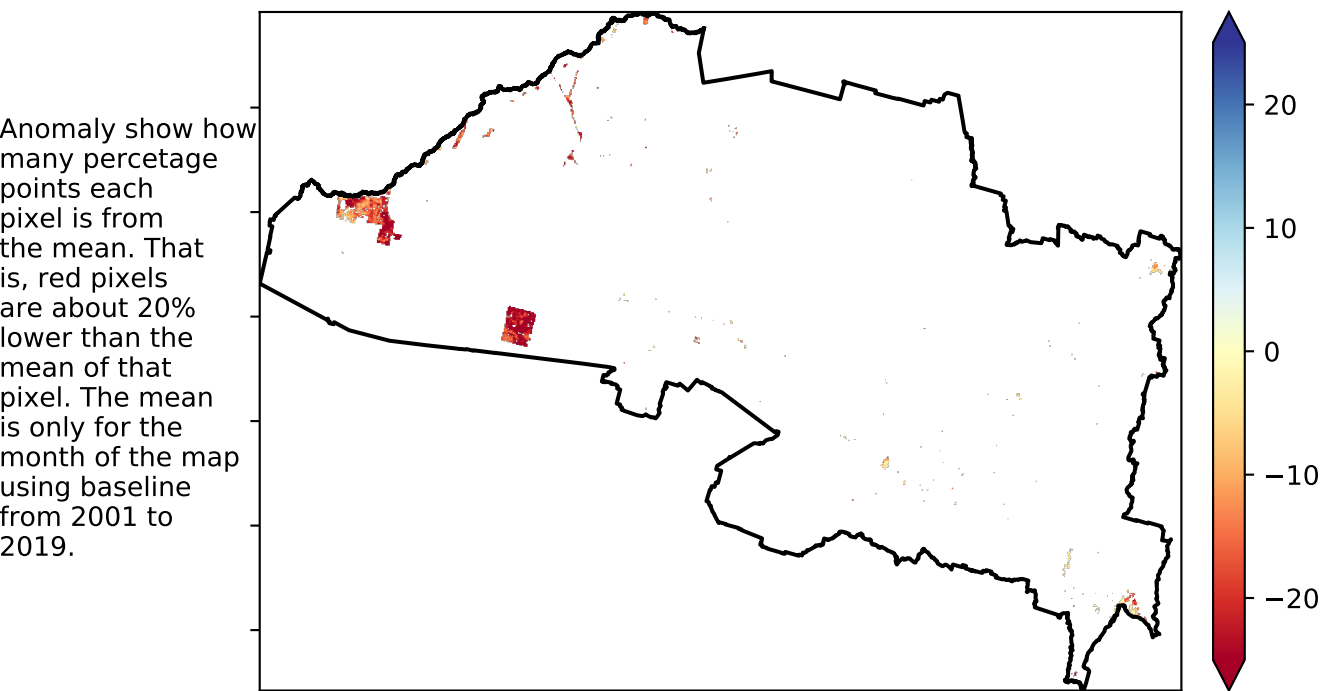 Anomaly show how
many percetage
points each
pixel is from
the mean. That
is, red pixels
are about 20%
lower than the
mean of that
pixel. The mean
is only for the
month of the map
using baseline
from 2001 to
2019.
20
10
0
−10
−20